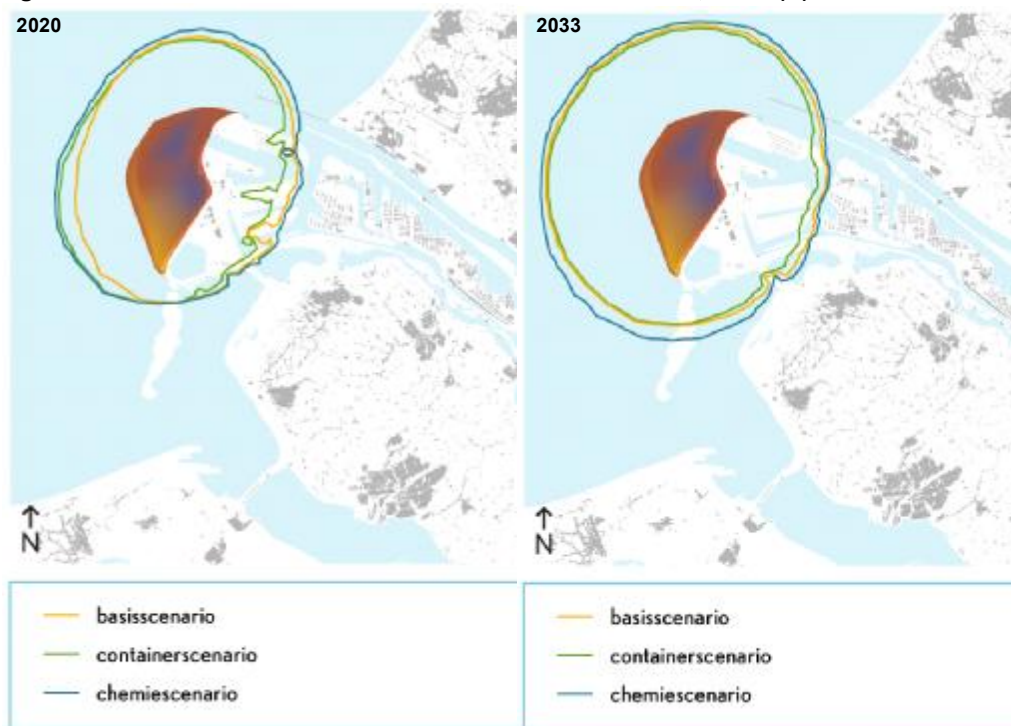 2020
2033
N
N
basisscenario
containerscenario
chemiescenario
basisscenario
containerscenario
chemiescenario